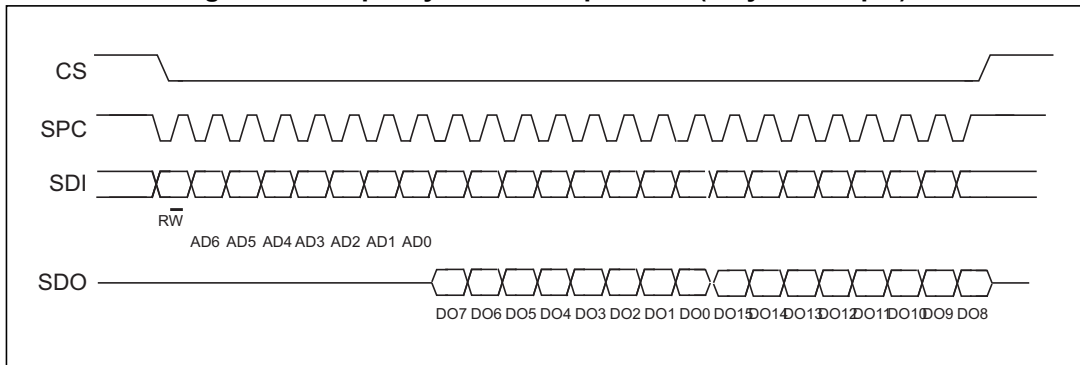 CS
SPC
SDI
RW
AD6 AD5 AD4 AD3 AD2 AD1 AD0
SDO
DO7 DO6 DO5 DO4 DO3 DO2 DO1 DO0 DO15 DO14 DO13 DO12 DO11 DO10 DO9 DO8